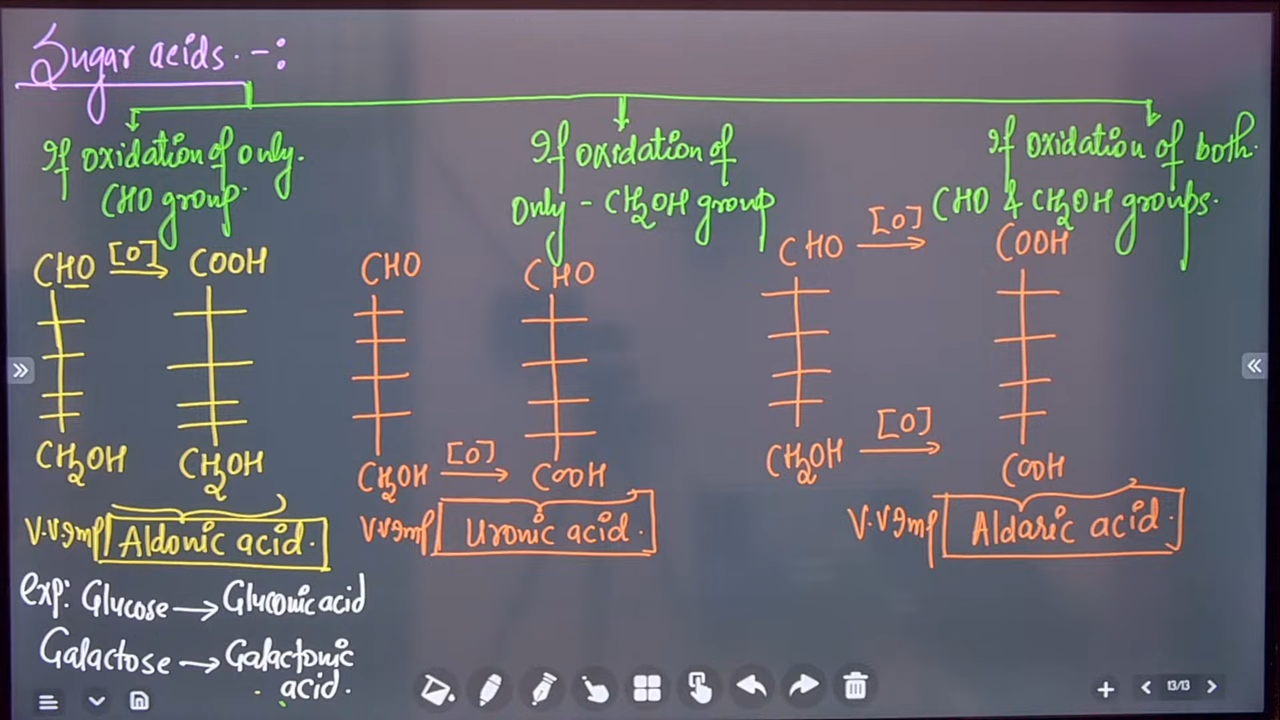 Sugar acids. -:
If oxidation of only.
CHO group.
If oxidation of
only - CH2OH group
If oxidation of both.
CHO & CH2OH groups.
CHO [O] → COOH
CH2OH CH2OH
V.V Imp Aldonic acid.
exp: Glucose → Gluconic acid
Galactose → Galactonic
acid.
CHO CHO
CH2OH [O] → COOH
V.V Imp Uronic acid.
CHO [O] → COOH
CH2OH [O] → COOH
V.V Imp Aldaric acid.
13/13